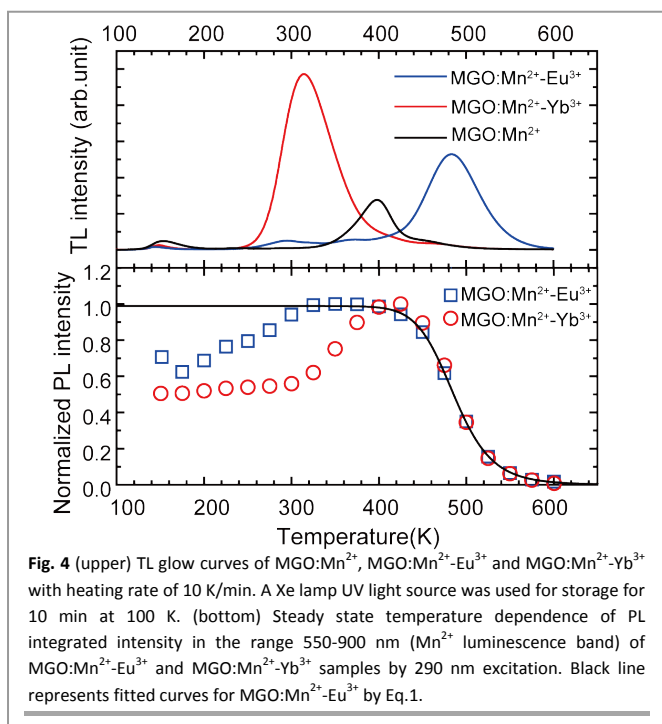 100 200 300 400 500 600
TL intensity (arb.unit)
MGO:Mn²⁺-Eu³⁺
MGO:Mn²⁺-Yb³⁺
MGO:Mn²⁺
Normalized PL intensity
1.2
1.0
0.8
0.6
0.4
0.2
0.0
MGO:Mn²⁺-Eu³⁺
MGO:Mn²⁺-Yb³⁺
100 200 300 400 500 600
Temperature(K)
Fig. 4 (upper) TL glow curves of MGO:Mn²⁺, MGO:Mn²⁺-Eu³⁺ and MGO:Mn²⁺-Yb³⁺
with heating rate of 10 K/min. A Xe lamp UV light source was used for storage for
10 min at 100 K. (bottom) Steady state temperature dependence of PL
integrated intensity in the range 550-900 nm (Mn²⁺ luminescence band) of
MGO:Mn²⁺-Eu³⁺ and MGO:Mn²⁺-Yb³⁺ samples by 290 nm excitation. Black line
represents fitted curves for MGO:Mn²⁺-Eu³⁺ by Eq.1.